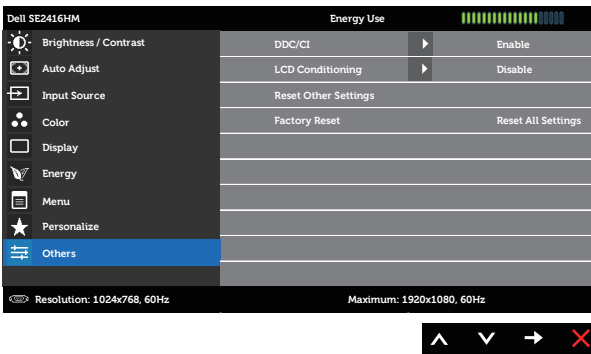 Dell SE2416HM Energy Use
Brightness / Contrast DDC/CI Enable
Auto Adjust LCD Conditioning Disable
Input Source Reset Other Settings
Color Factory Reset Reset All Settings
Display
Energy
Menu
Personalize
Others
Resolution: 1024x768, 60Hz Maximum: 1920x1080, 60Hz